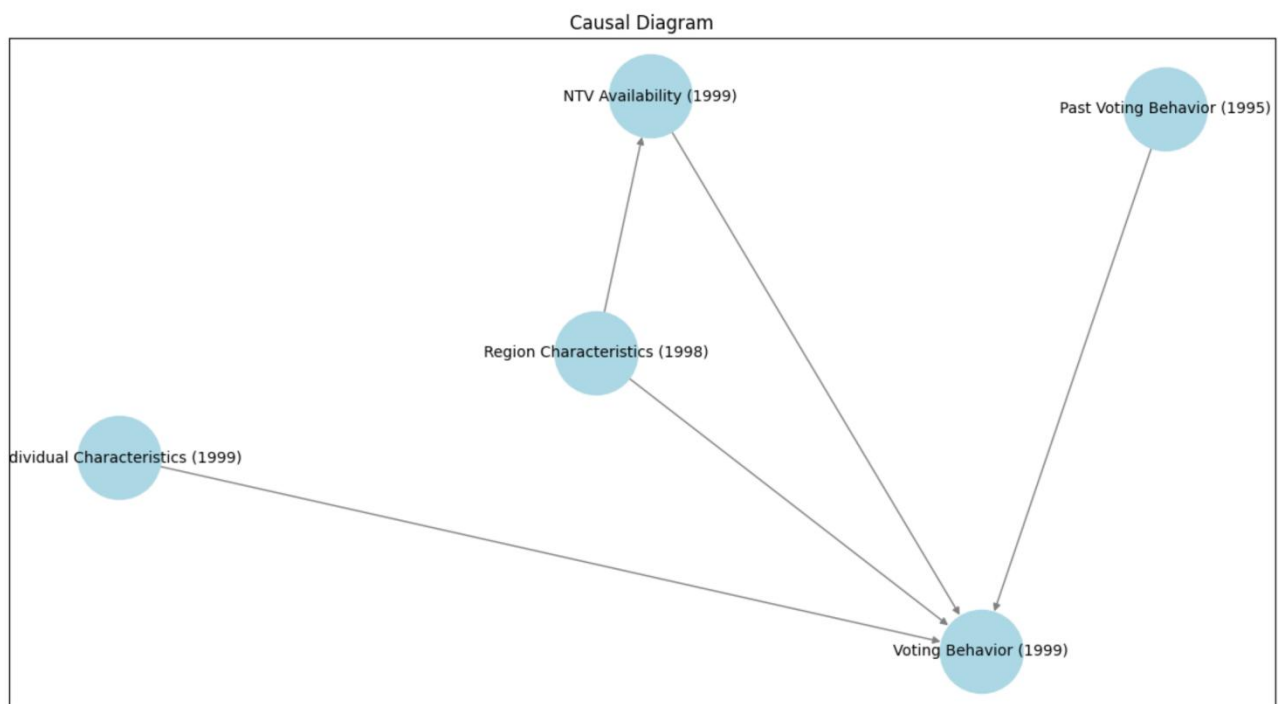 Causal Diagram
NTV Availability (1999)
Past Voting Behavior (1995)
Region Characteristics (1998)
dividual Characteristics (1999)
Voting Behavior (1999)